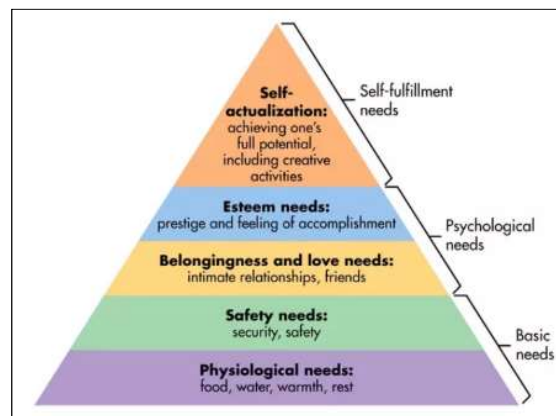 Self-
actualization:
achieving one's
full potential,
including creative
activities
Self-fulfillment
needs
Esteem needs:
prestige and feeling of accomplishment
Psychological
needs
Belongingness and love needs:
intimate relationships, friends
Safety needs:
security, safety
Basic
needs
Physiological needs:
food, water, warmth, rest